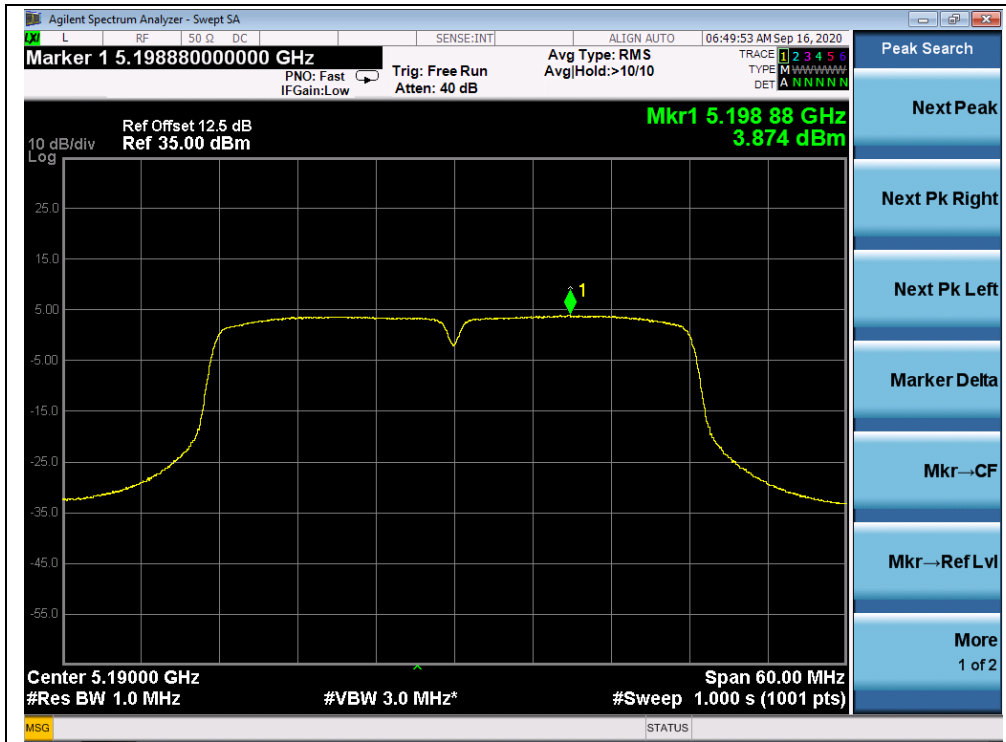 Agilent Spectrum Analyzer - Swept SA
LXI L RF 50 Ω DC SENSE:INT ALIGN AUTO 06:49:53 AM Sep 16, 2020
Marker 1 5.198880000000 GHz
PNO: Fast
IFGain:Low
Trig: Free Run
Atten: 40 dB
Avg Type: RMS
Avg|Hold:>10/10
TRACE 1 2 3 4 5 6
TYPE M WWWWW
DET A N N N N N
Peak Search
Mkr1 5.198 88 GHz
3.874 dBm
Ref Offset 12.5 dB
10 dB/div Ref 35.00 dBm
Log
25.0
15.0
5.00
-5.00
-15.0
-25.0
-35.0
-45.0
-55.0
1
Next Peak
Next Pk Right
Next Pk Left
Marker Delta
Mkr→CF
Mkr→Ref Lvl
More
1 of 2
Center 5.19000 GHz Span 60.00 MHz
#Res BW 1.0 MHz #VBW 3.0 MHz* #Sweep 1.000 s (1001 pts)
MSG STATUS